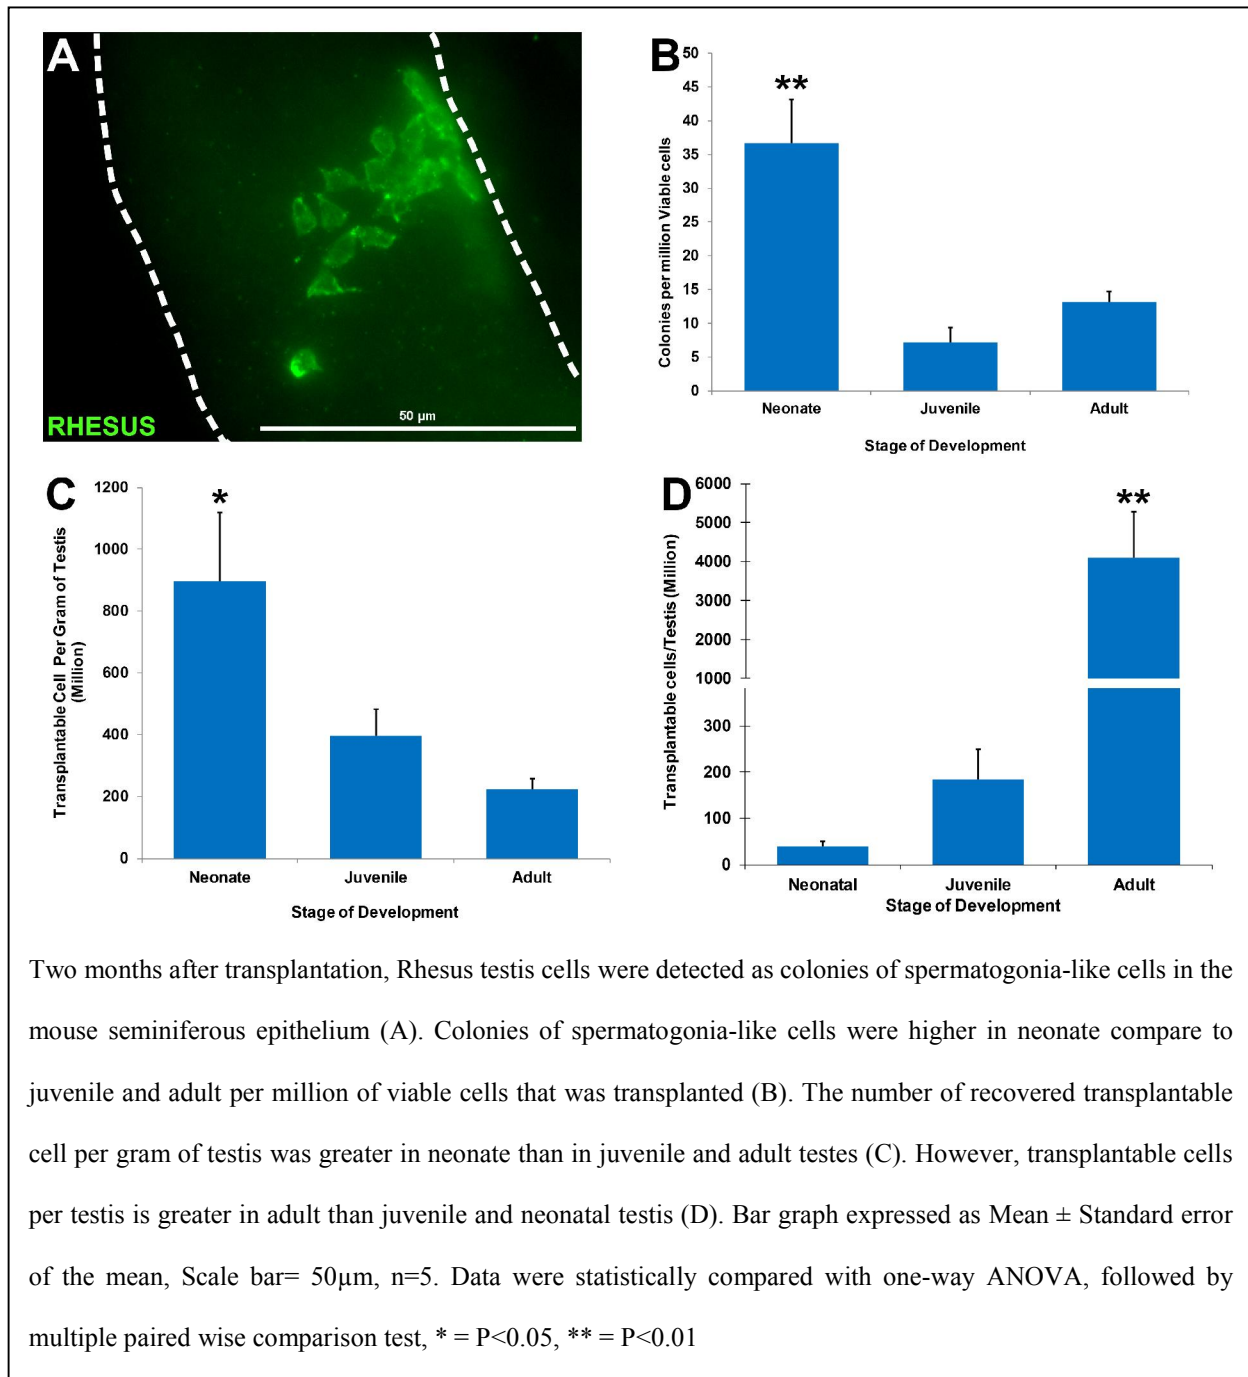 A
RHESUS
50 µm
B
**
Colonies per million Viable cells
50
45
40
35
30
25
20
15
10
5
0
Neonate Juvenile Adult
Stage of Development
C
*
Transplantable Cell Per Gram of Testis
(Million)
1200
1000
800
600
400
200
0
Neonate Juvenile Adult
Stage of Development
D
**
Transplantable cells/Testis (Million)
6000
5000
4000
3000
2000
1000
300
200
100
0
Neonatal Juvenile Adult
Stage of Development
Two months after transplantation, Rhesus testis cells were detected as colonies of spermatogonia-like cells in the
mouse seminiferous epithelium (A). Colonies of spermatogonia-like cells were higher in neonate compare to
juvenile and adult per million of viable cells that was transplanted (B). The number of recovered transplantable
cell per gram of testis was greater in neonate than in juvenile and adult testes (C). However, transplantable cells
per testis is greater in adult than juvenile and neonatal testis (D). Bar graph expressed as Mean ± Standard error
of the mean, Scale bar= 50µm, n=5. Data were statistically compared with one-way ANOVA, followed by
multiple paired wise comparison test, * = P<0.05, ** = P<0.01